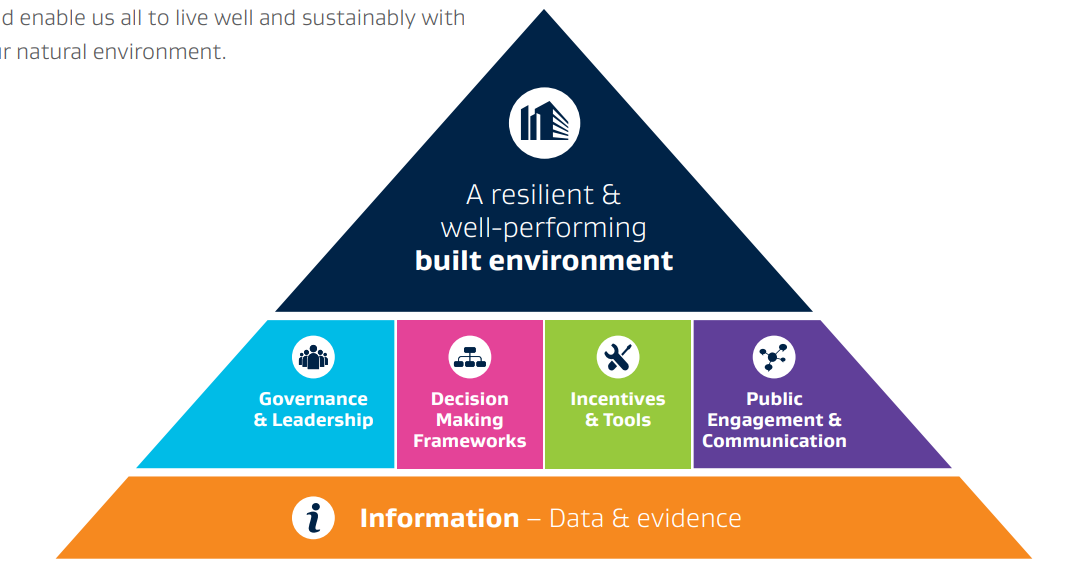 d enable us all to live well and sustainably with
r natural environment.
A resilient &
well-performing
built environment
Governance
& Leadership
Decision
Making
Frameworks
Incentives
& Tools
Public
Engagement &
Communication
Information – Data & evidence